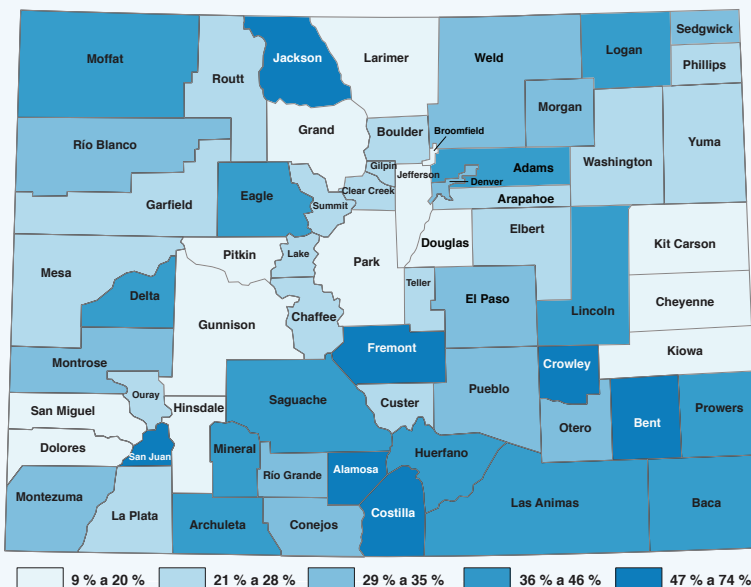 Moffat
Routt
Jackson
Larimer
Weld
Logan
Sedgwick
Phillips
Morgan
Grand
Boulder
Broomfield
Río Blanco
Washington
Yuma
Gilpin
Jefferson
Adams
Denver
Clear Creek
Eagle
Garfield
Summit
Arapahoe
Elbert
Douglas
Kit Carson
Mesa
Pitkin
Lake
Park
Teller
Delta
El Paso
Cheyenne
Lincoln
Gunnison
Chaffee
Fremont
Kiowa
Montrose
Crowley
Ouray
Saguache
Custer
Pueblo
San Miguel
Hinsdale
Prowers
Otero
Bent
Dolores
San Juan
Mineral
Huerfano
Río Grande
Alamosa
Montezuma
La Plata
Archuleta
Conejos
Costilla
Las Animas
Baca
9 % a 20 % 21 % a 28 % 29 % a 35 % 36 % a 46 % 47 % a 74 %